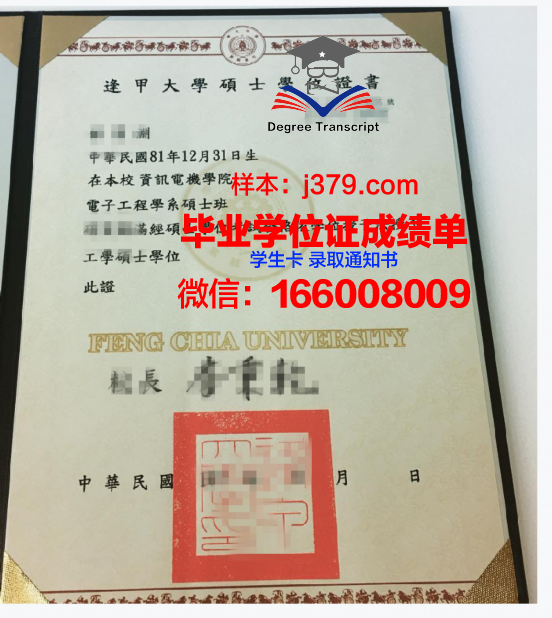 逢甲大學碩士學位證書
號
Degree Transcript
中華民國81年12月31日生
在本校資訊電機學院
样本：j379.com
電子工程學系碩士班
毕业学位证成绩单
工學碩士學位
学生卡 录取通知书
此證
微信：166008009
FENG CHIA UNIVERSITY
校長
中華民國 月 日